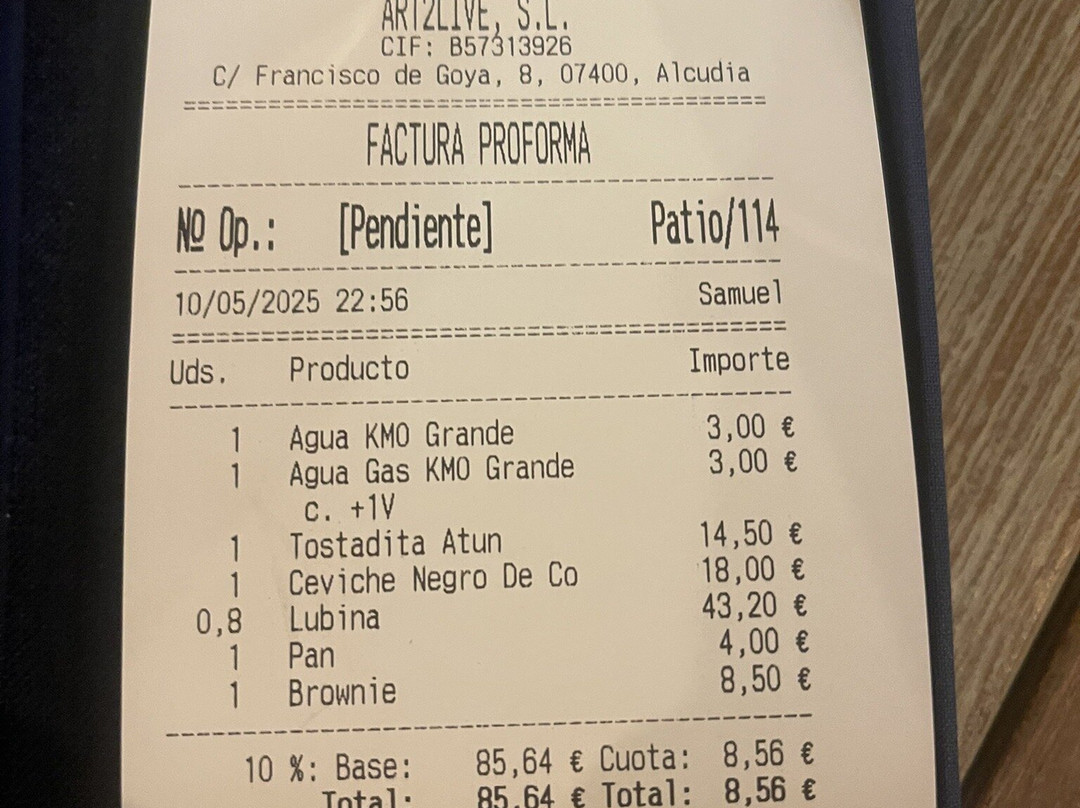 ART2LIVE, S.L.
CIF: B57313926
C/ Francisco de Goya, 8, 07400, Alcudia
FACTURA PROFORMA
Nº Op.: [Pendiente] Patio/114
10/05/2025 22:56 Samuel
Uds. Producto Importe
1 Agua KM0 Grande 3,00 €
1 Agua Gas KM0 Grande 3,00 €
c. +1V
1 Tostadita Atun 14,50 €
1 Ceviche Negro De Co 18,00 €
0,8 Lubina 43,20 €
1 Pan 4,00 €
1 Brownie 8,50 €
10 %: Base: 85,64 € Cuota: 8,56 €
Total: 85,64 € Total: 8,56 €